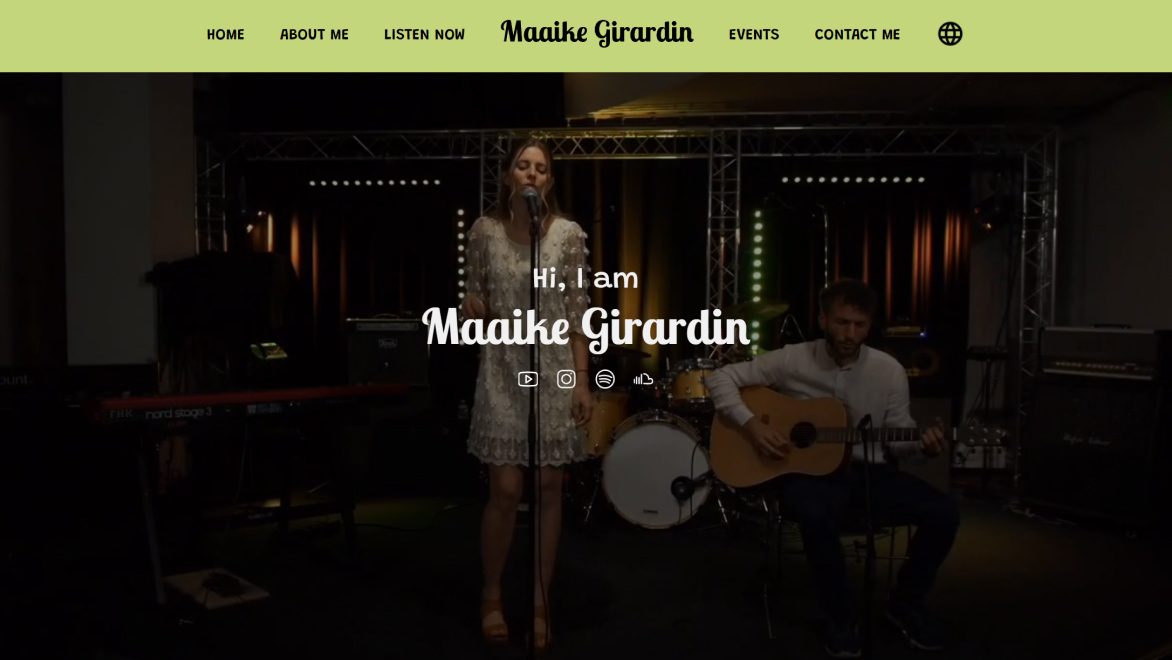 HOME ABOUT ME LISTEN NOW Maaike Girardin EVENTS CONTACT ME
Hi, I am
Maaike Girardin
nord stage 3